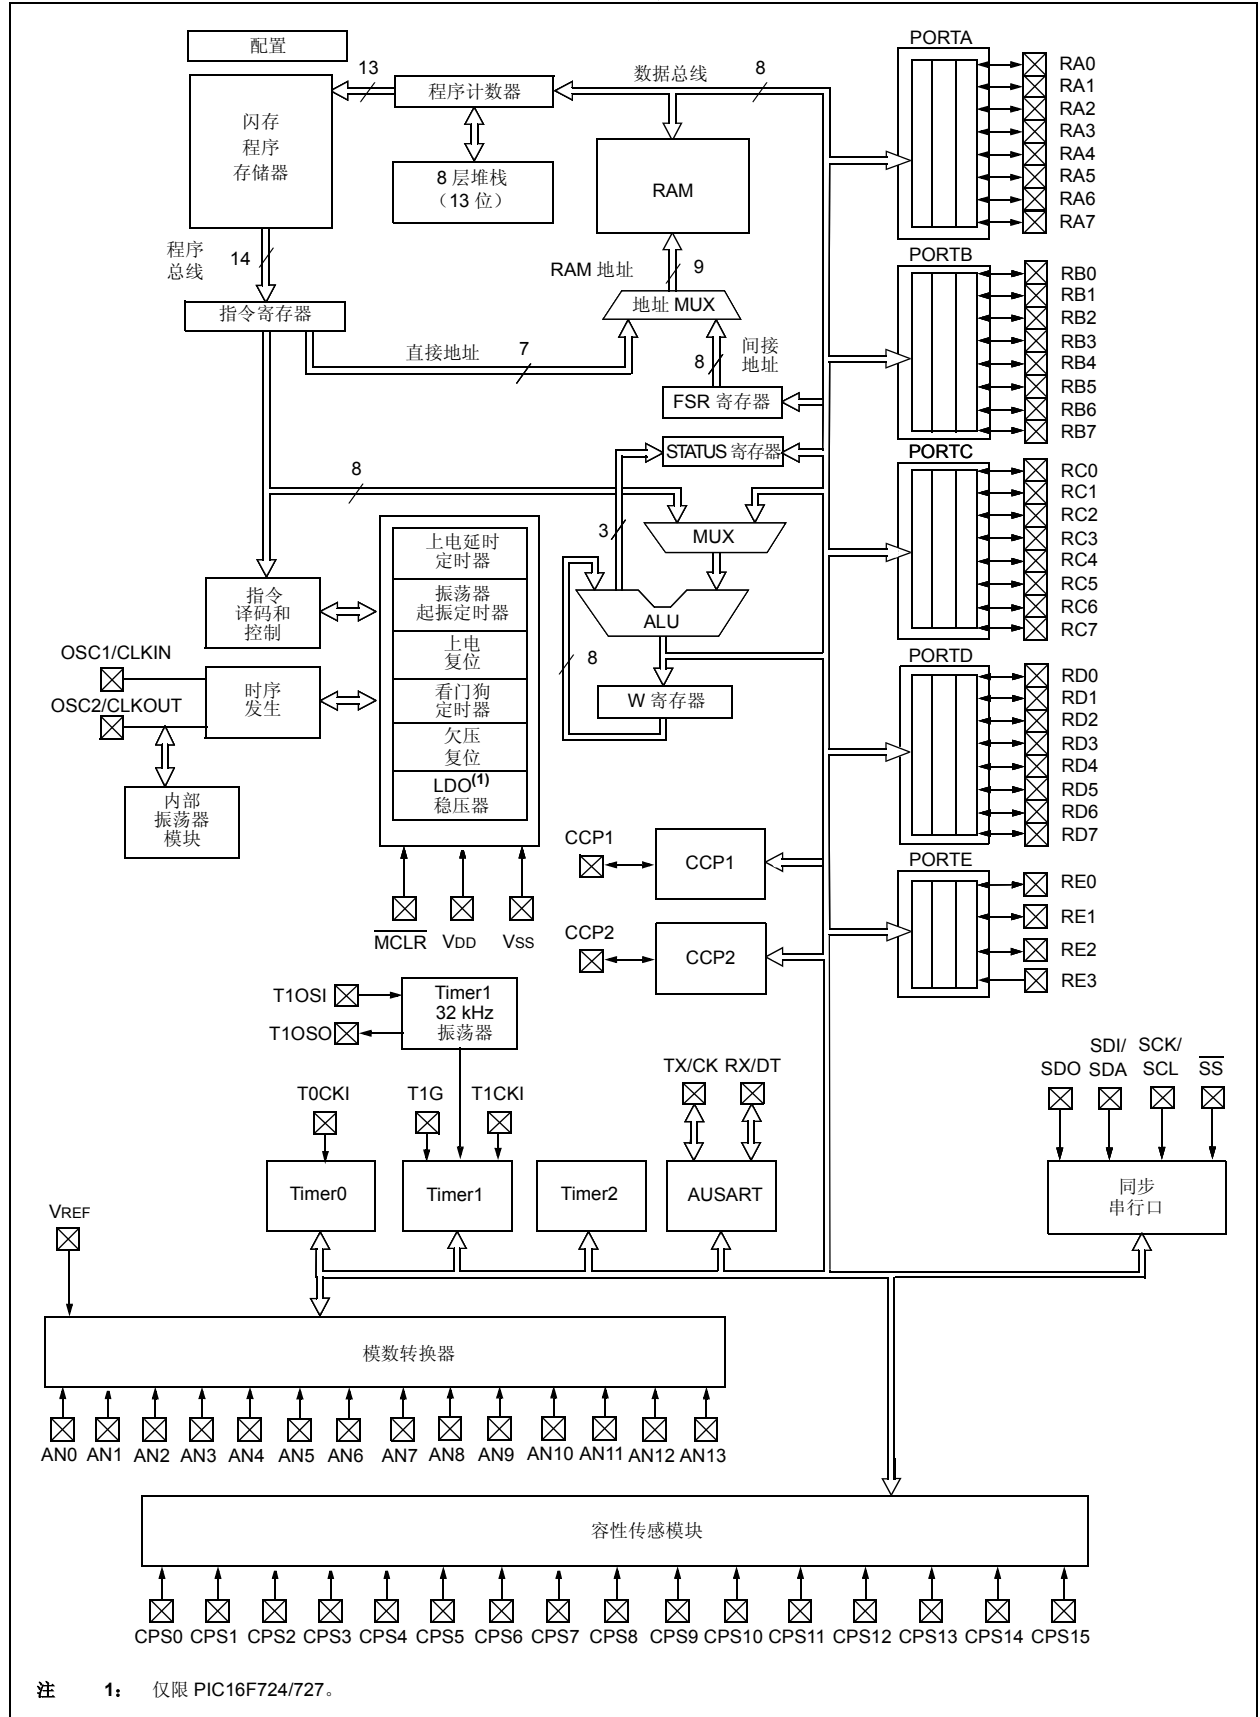 配置
PORTA
13
数据总线
8
程序计数器
闪存
程序
存储器
8 层堆栈
（13 位）
RAM
RA0
RA1
RA2
RA3
RA4
RA5
RA6
RA7
程序
总线
14
RAM 地址
9
PORTB
指令寄存器
地址 MUX
直接地址
7
8
间接
地址
FSR 寄存器
RB0
RB1
RB2
RB3
RB4
RB5
RB6
RB7
STATUS 寄存器
PORTC
8
3
MUX
RC0
RC1
RC2
RC3
RC4
RC5
RC6
RC7
上电延时
定时器
振荡器
起振定时器
上电
复位
看门狗
定时器
欠压
复位
LDO(1)
稳压器
指令
译码和
控制
ALU
8
W 寄存器
OSC1/CLKIN
OSC2/CLKOUT
时序
发生
内部
振荡器
模块
PORTD
RD0
RD1
RD2
RD3
RD4
RD5
RD6
RD7
CCP1
CCP1
PORTE
RE0
RE1
RE2
RE3
MCLR
VDD
VSS
CCP2
CCP2
T1OSI
T1OSO
Timer1
32 kHz
振荡器
TX/CK
RX/DT
SDO
SDI/
SDA
SCK/
SCL
SS
T0CKI
T1G
T1CKI
Timer0
Timer1
Timer2
AUSART
同步
串行口
VREF
模数转换器
AN0 AN1 AN2 AN3 AN4 AN5 AN6 AN7 AN8 AN9 AN10 AN11 AN12 AN13
容性传感模块
CPS0 CPS1 CPS2 CPS3 CPS4 CPS5 CPS6 CPS7 CPS8 CPS9 CPS10 CPS11 CPS12 CPS13 CPS14 CPS15
注 1： 仅限 PIC16F724/727。